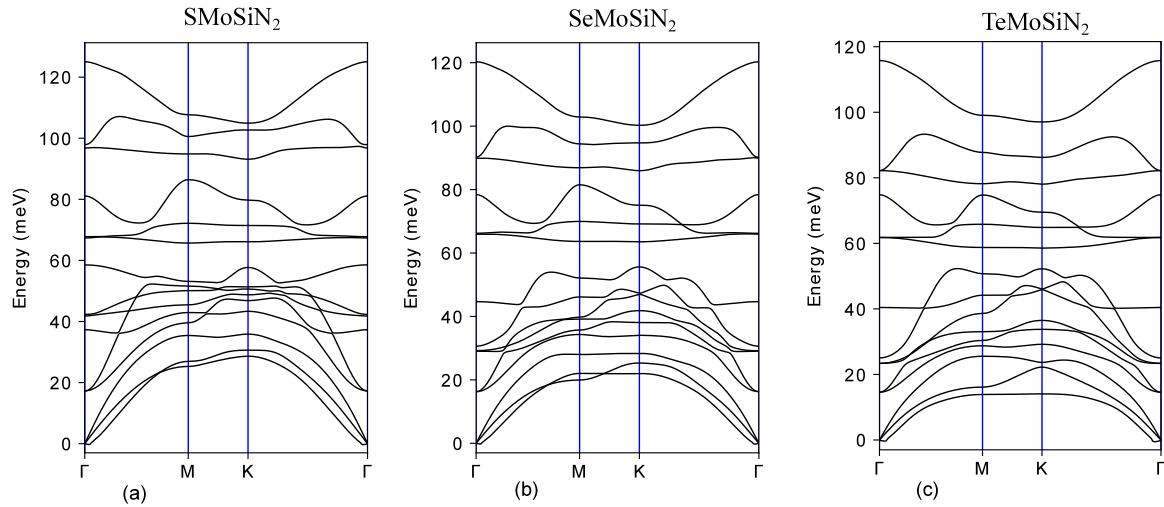 SMoSiN₂
SeMoSiN₂
TeMoSiN₂
Energy (meV)
120
100
80
60
40
20
0
Γ M K Γ
(a)
Energy (meV)
120
100
80
60
40
20
0
Γ M K Γ
(b)
Energy (meV)
120
100
80
60
40
20
0
Γ M K Γ
(c)